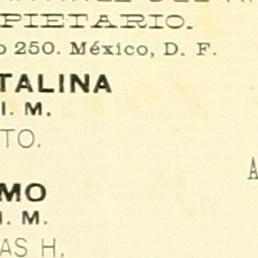 PIETARIO.
o 250. México, D. F.
TALINA
I. M.
TO.
A
MO
I. M.
AS H.